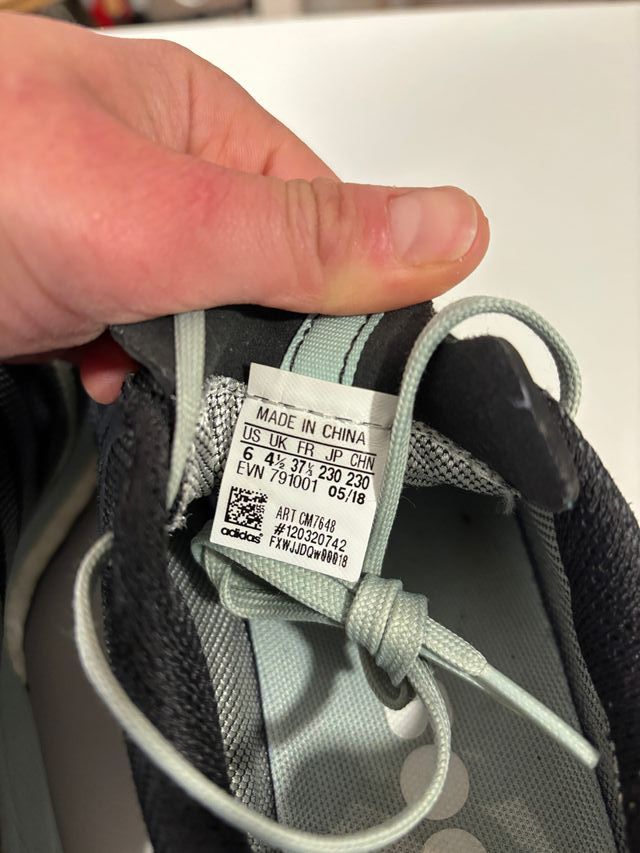 MADE IN CHINA
US UK FR JP CHN
6 4½ 37⅓ 230 230
EVN 791001 05/18
ART CM7648
#120320742
adidas®